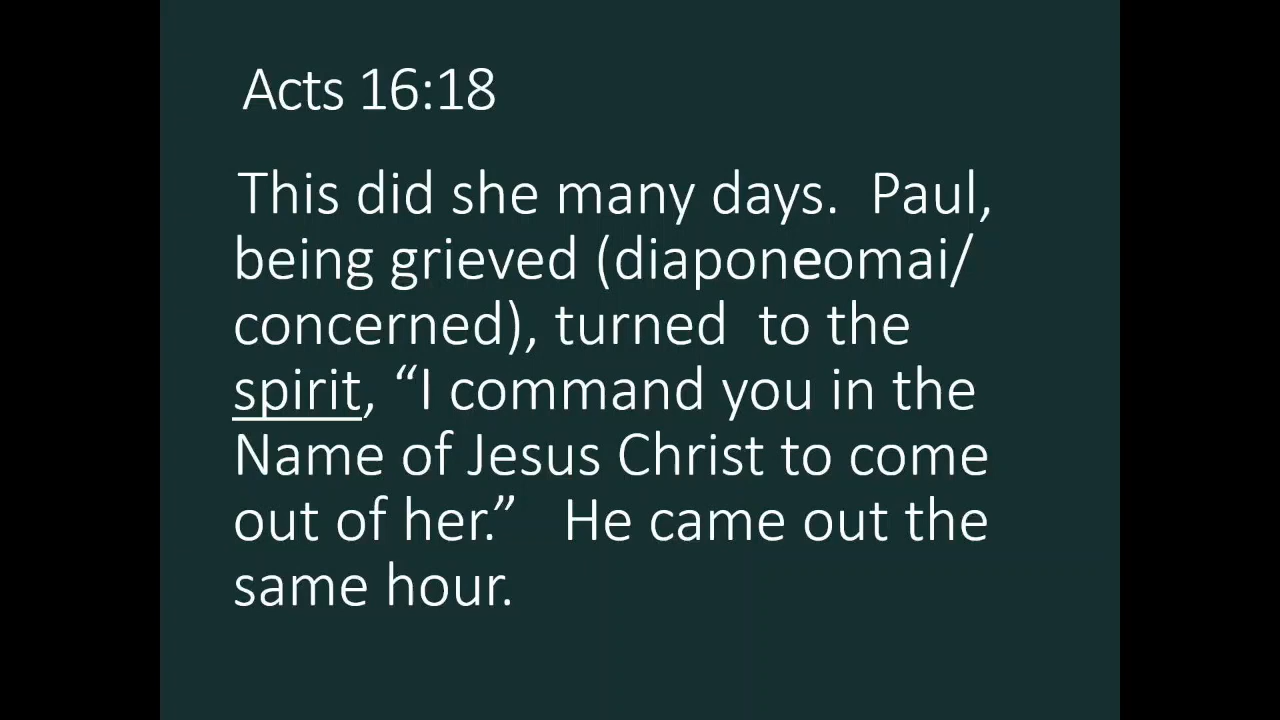 Acts 16:18
This did she many days.  Paul,
being grieved (diaponeomai/
concerned), turned  to the
spirit, “I command you in the
Name of Jesus Christ to come
out of her.”   He came out the
same hour.